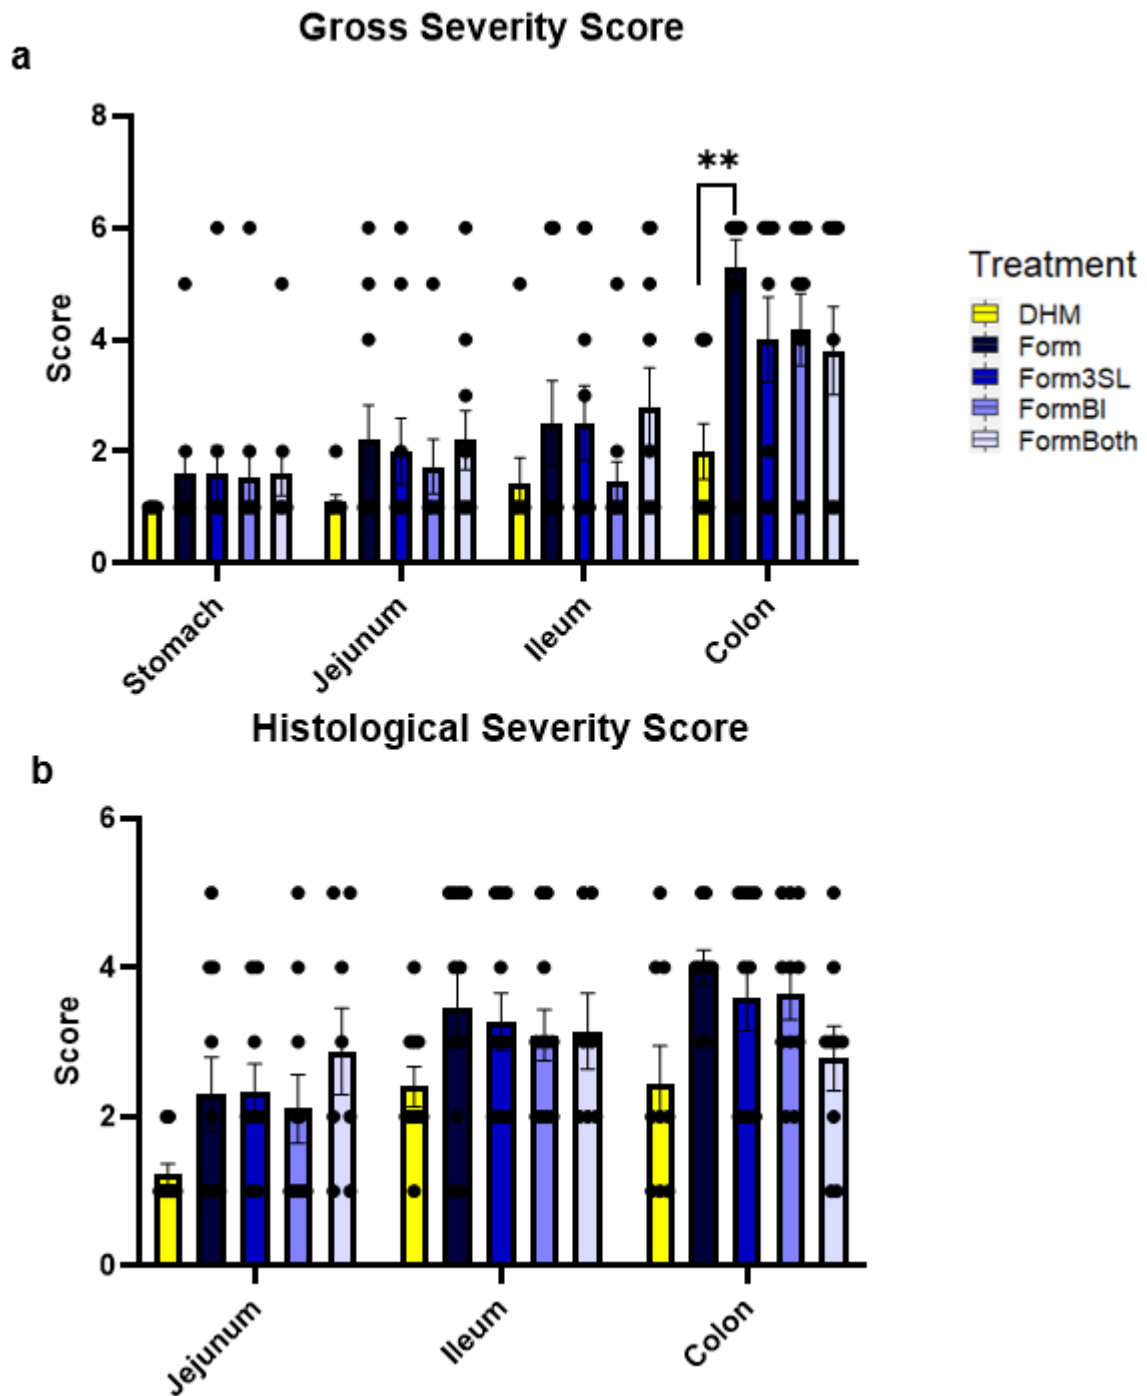 Gross Severity Score
a
8
6
4
2
0
Score
**
Stomach
Jejunum
Ileum
Colon
Treatment
DHM
Form
Form3SL
FormBI
FormBoth
Histological Severity Score
b
6
4
2
0
Score
Jejunum
Ileum
Colon